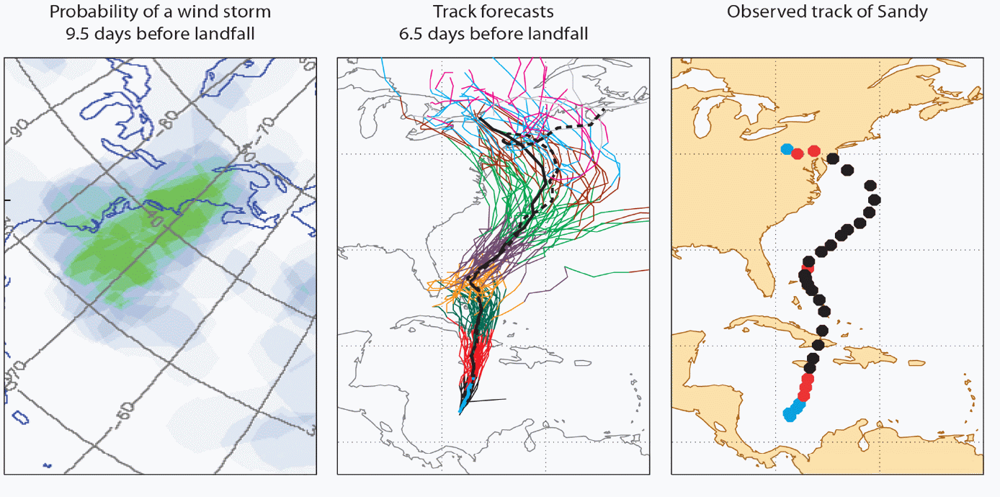 Probability of a wind storm
9.5 days before landfall
Track forecasts
6.5 days before landfall
Observed track of Sandy
-90
-80
-70
40
-60